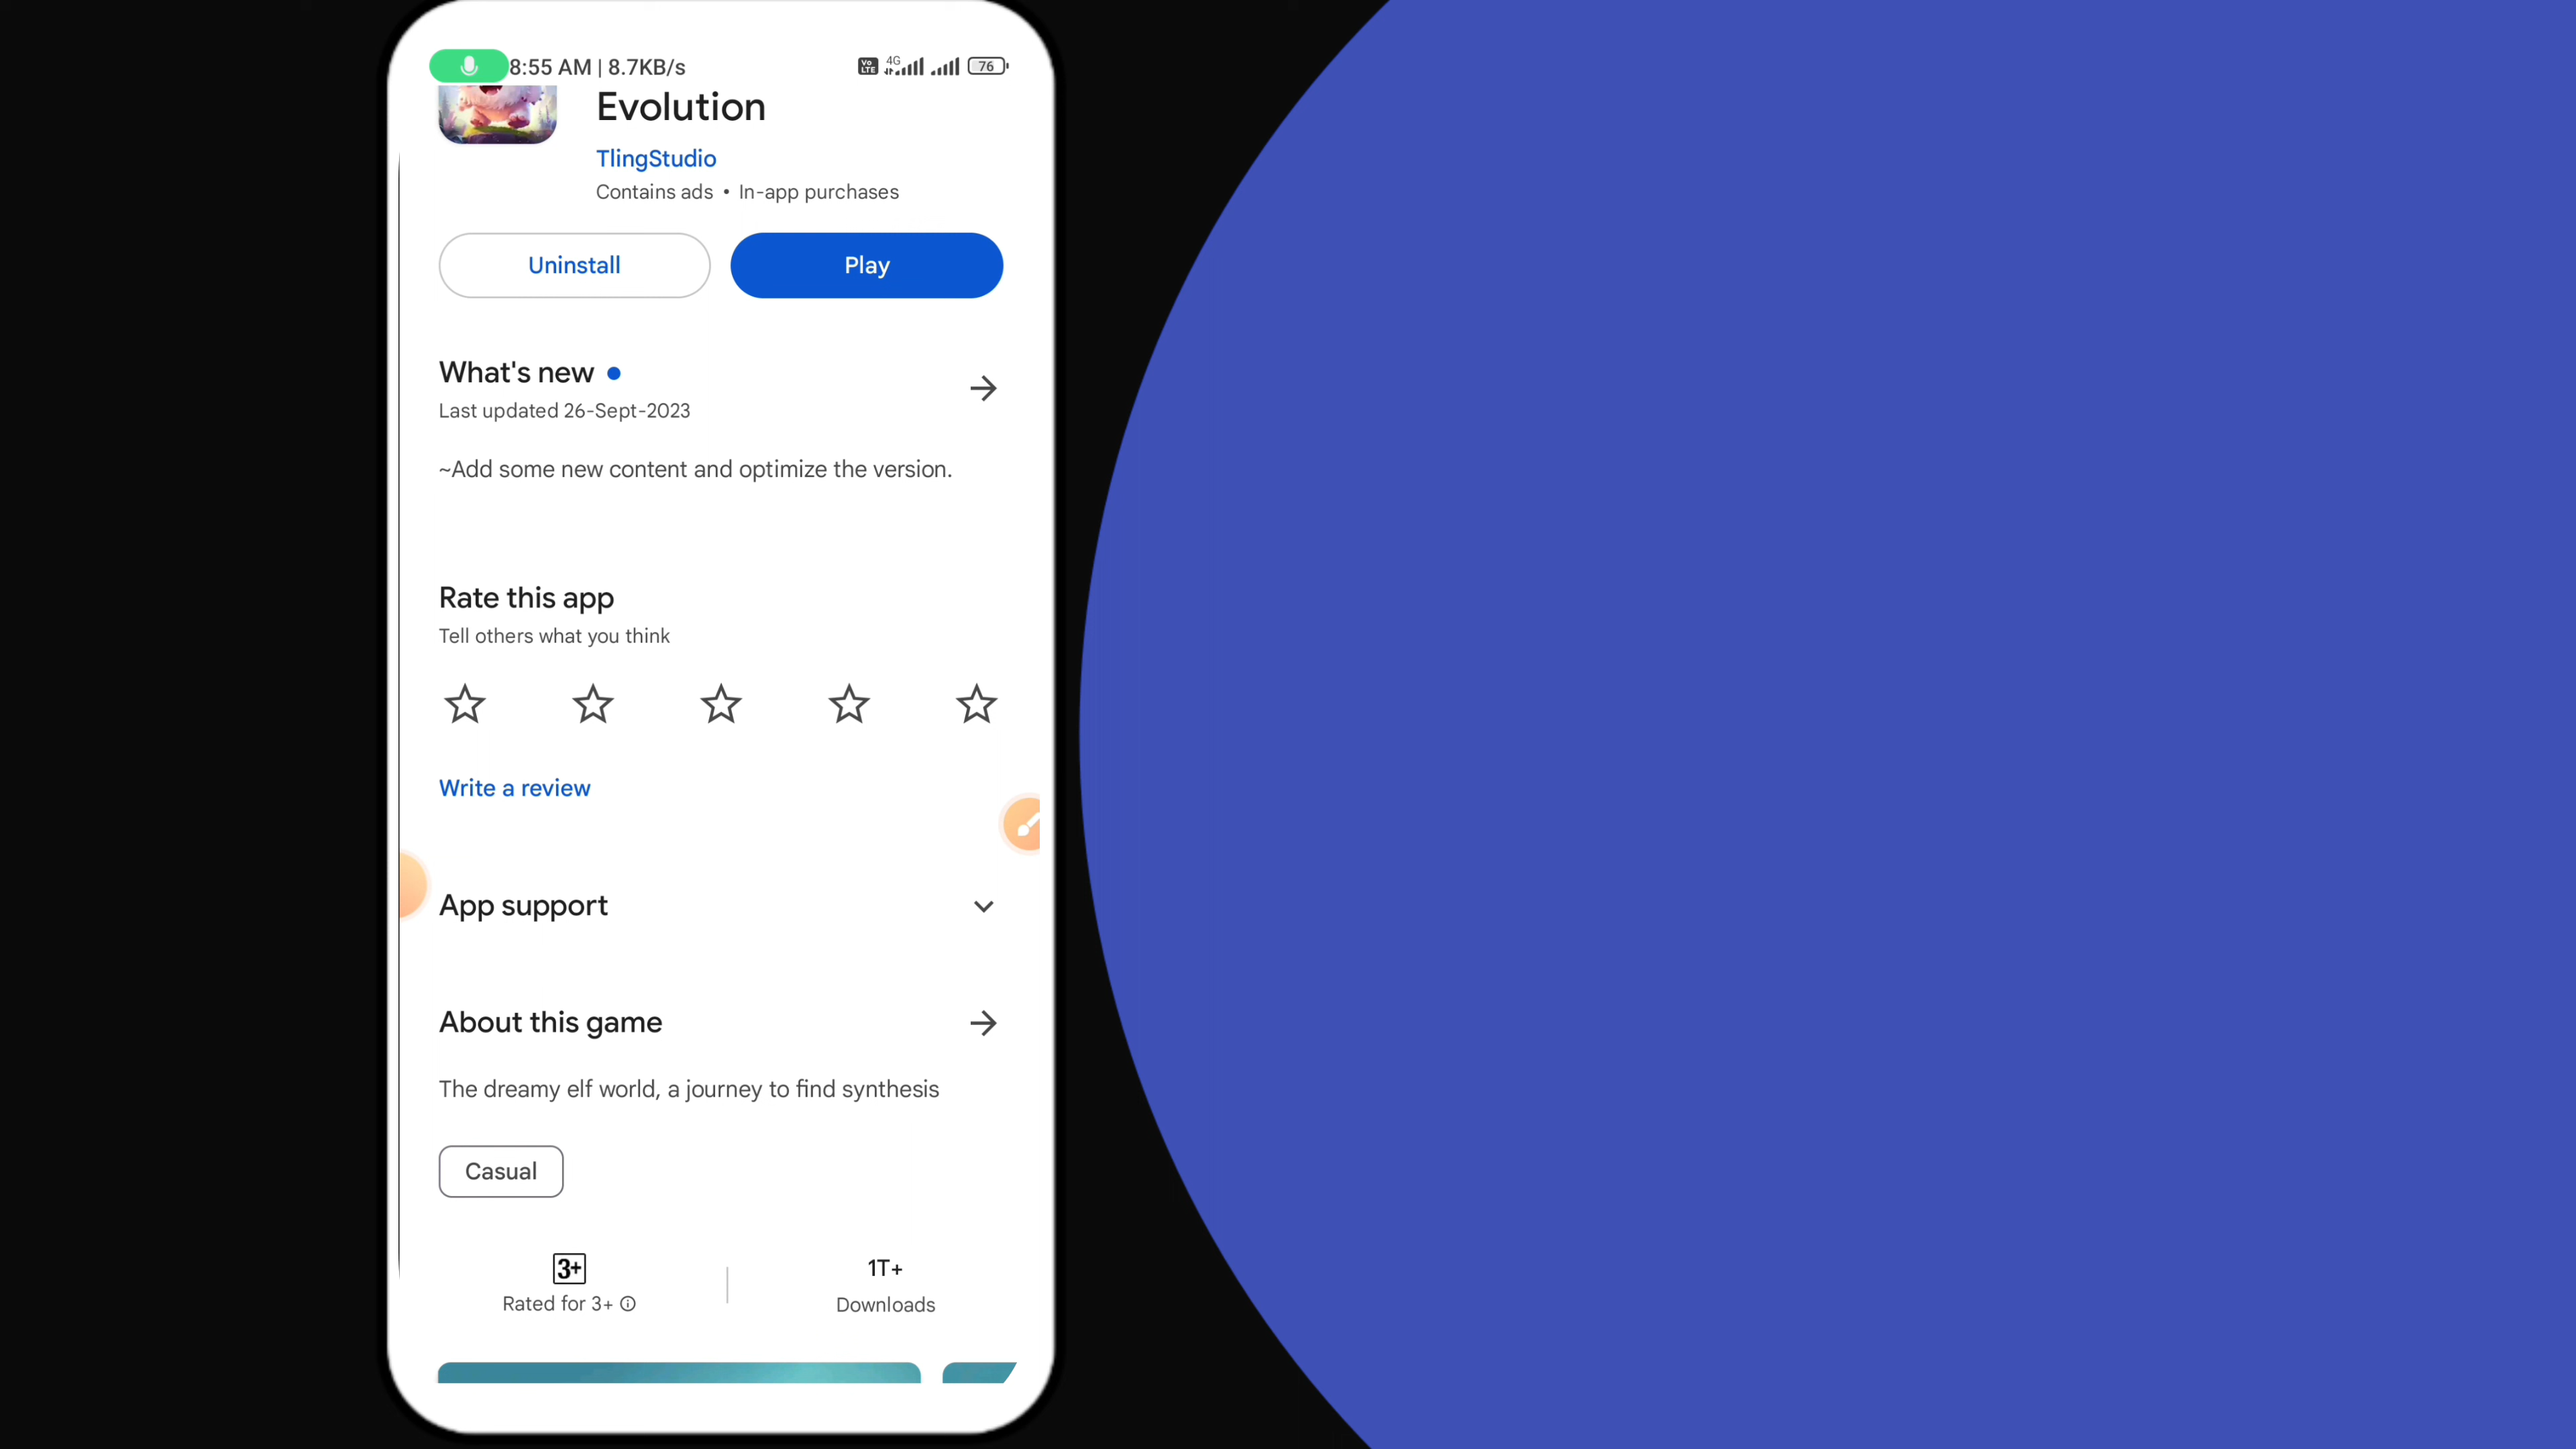 8:55 AM | 8.7KB/s
Vo LTE 4G 76
Evolution
TlingStudio
Contains ads • In-app purchases
Uninstall
Play
What's new
Last updated 26-Sept-2023
~Add some new content and optimize the version.
Rate this app
Tell others what you think
Write a review
App support
About this game
The dreamy elf world, a journey to find synthesis
Casual
3+
Rated for 3+
1T+
Downloads